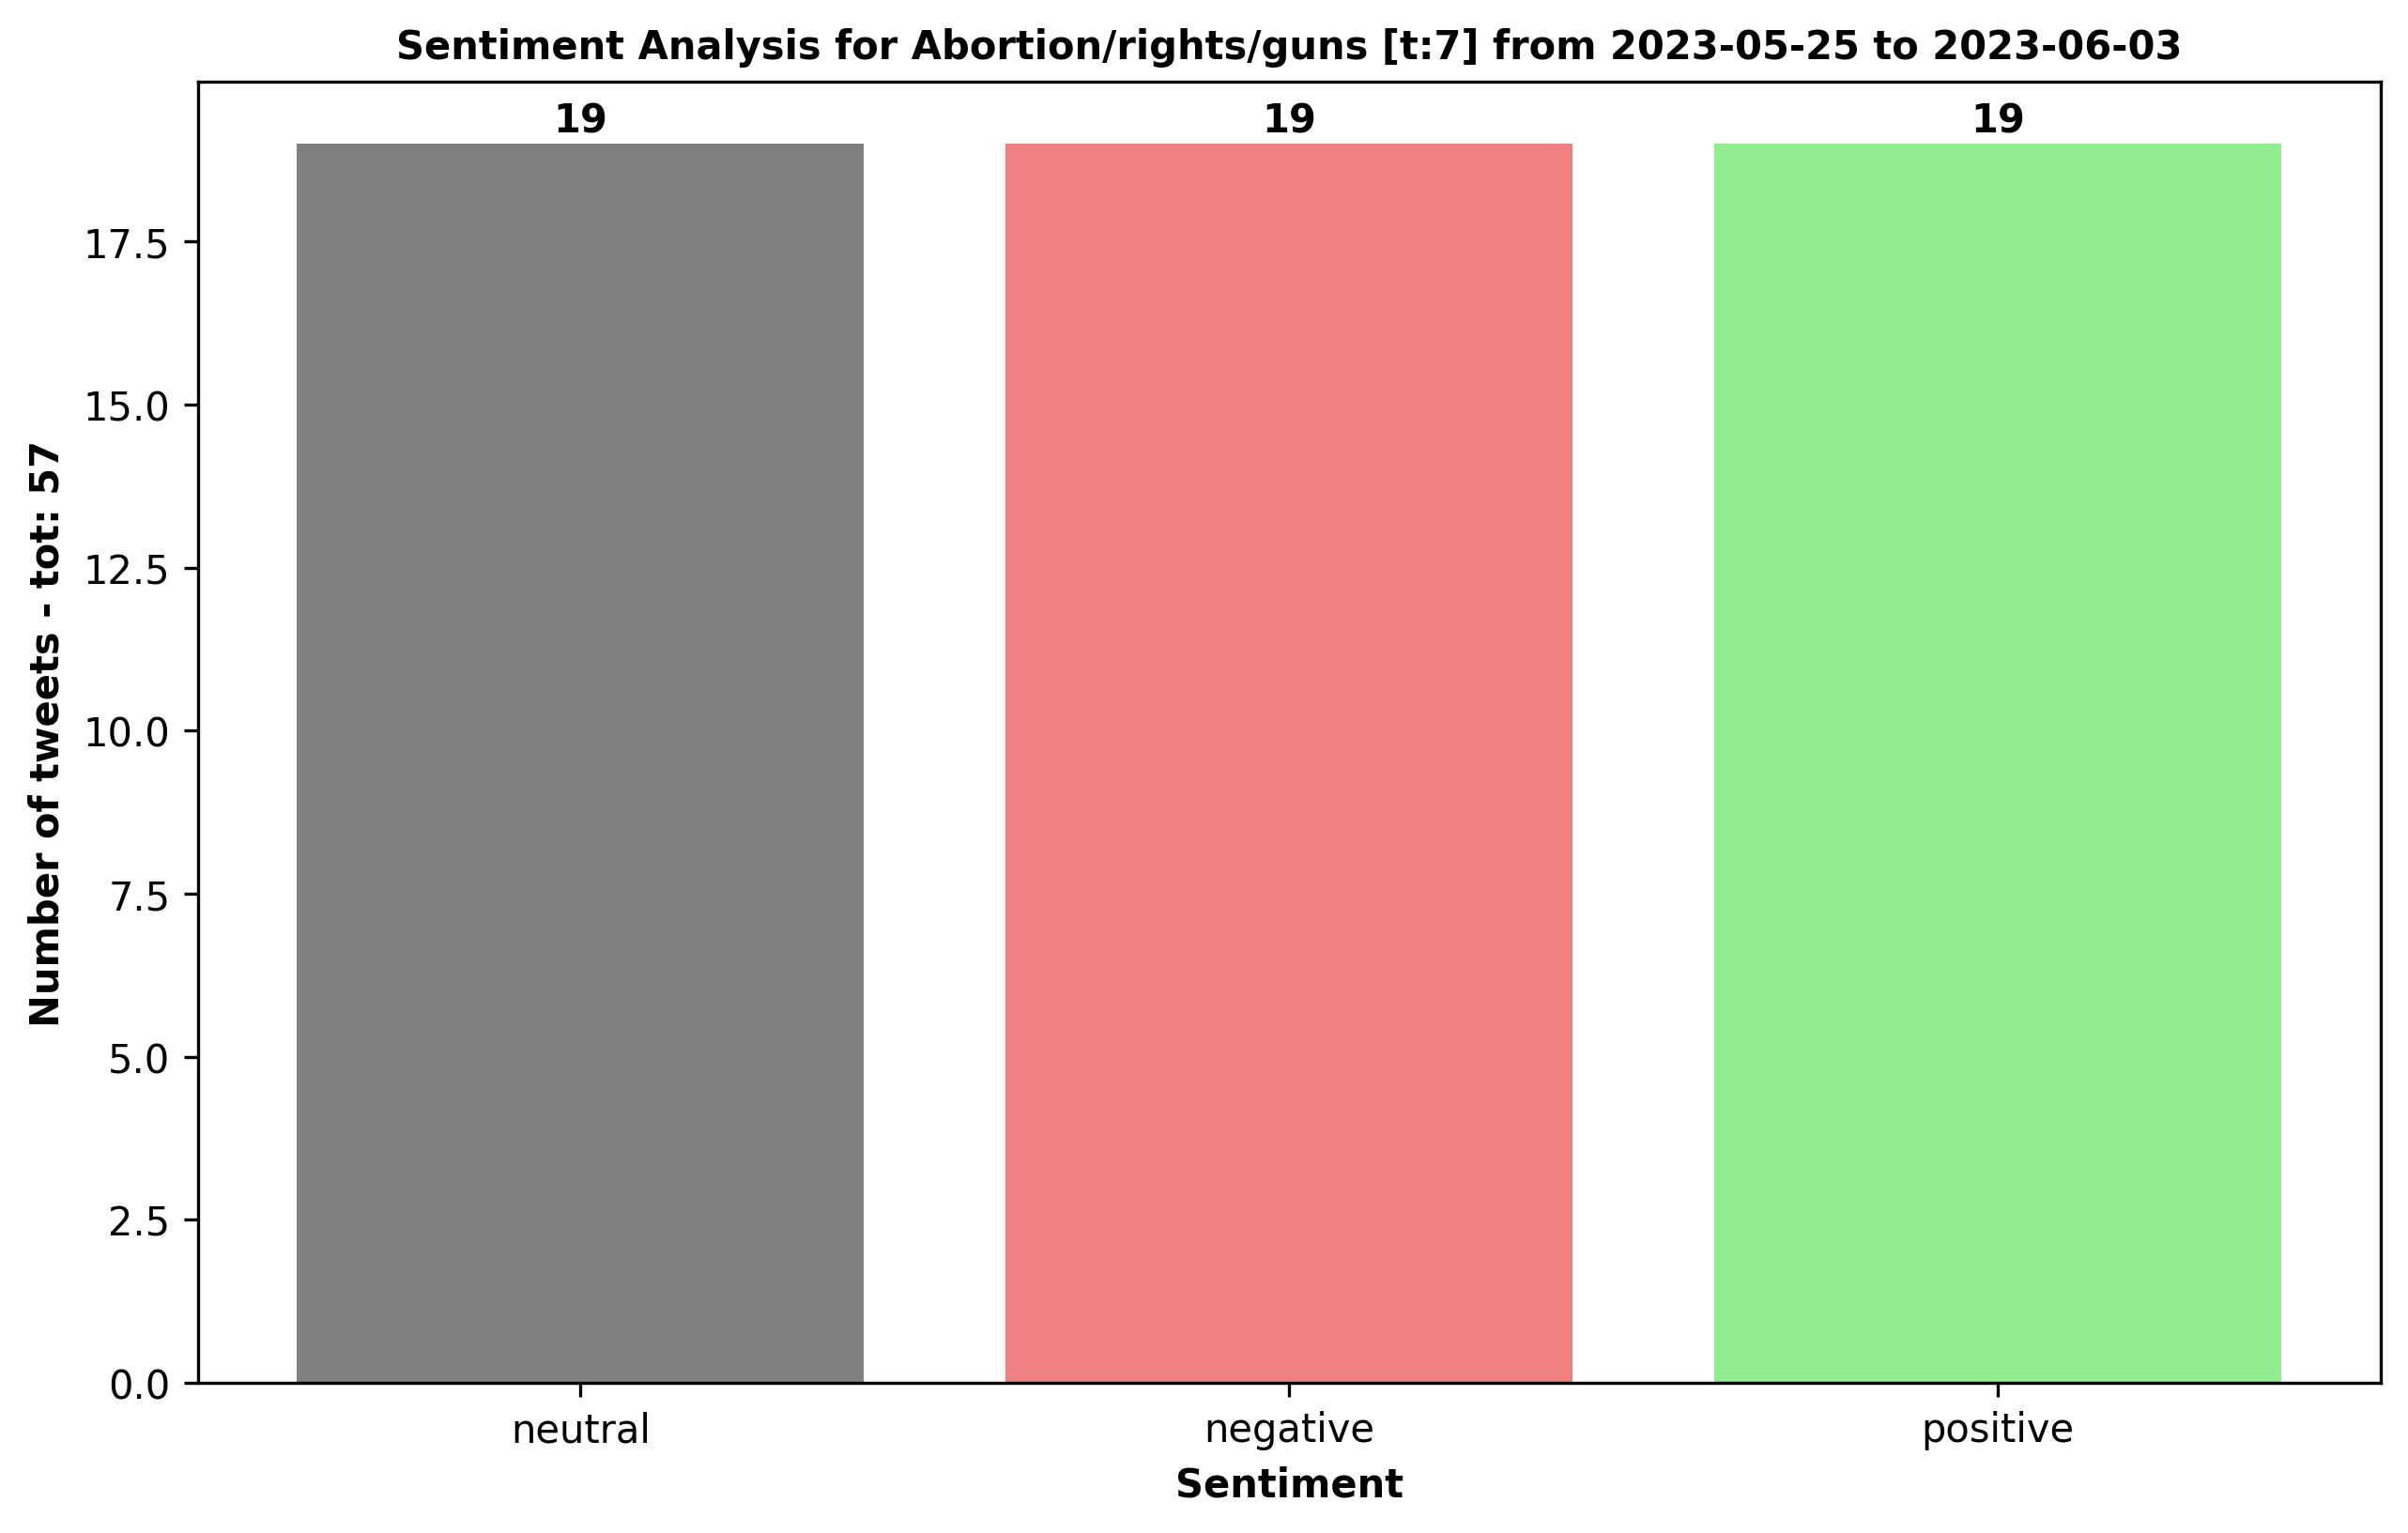 Sentiment Analysis for Abortion/rights/guns [t:7] from 2023-05-25 to 2023-06-03
19
19
19
17.5
15.0
12.5
10.0
7.5
5.0
2.5
0.0
Number of tweets - tot: 57
neutral
negative
positive
Sentiment